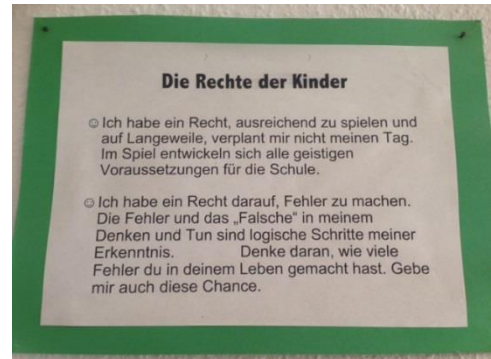 Die Rechte der Kinder
☺ Ich habe ein Recht, ausreichend zu spielen und
auf Langeweile, verplant mir nicht meinen Tag.
Im Spiel entwickeln sich alle geistigen
Voraussetzungen für die Schule.
☺ Ich habe ein Recht darauf, Fehler zu machen.
Die Fehler und das „Falsche" in meinem
Denken und Tun sind logische Schritte meiner
Erkenntnis. Denke daran, wie viele
Fehler du in deinem Leben gemacht hast. Gebe
mir auch diese Chance.